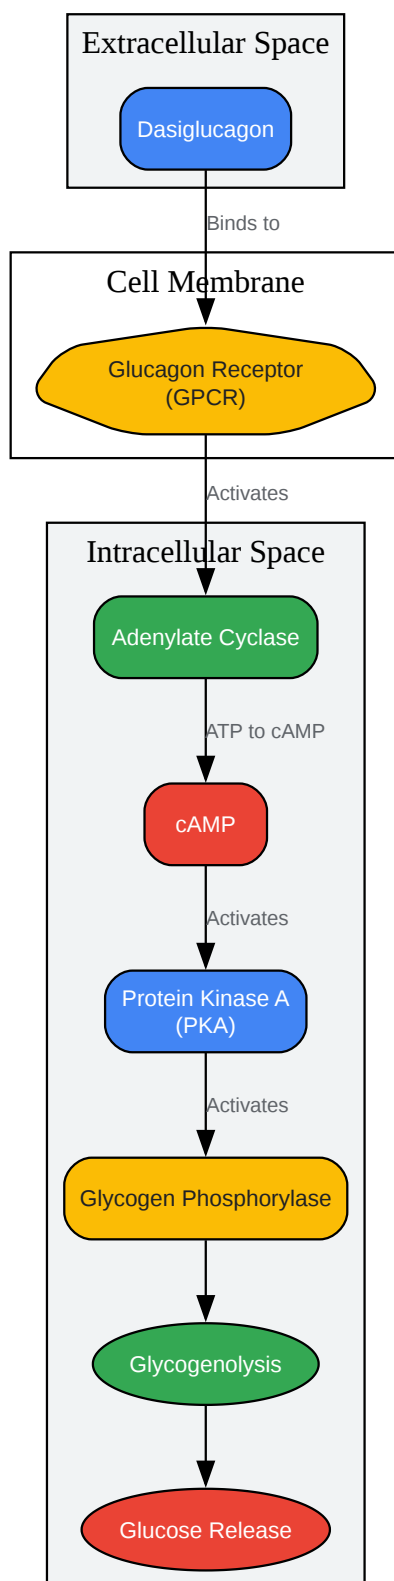 Extracellular Space
Dasiglucagon
Binds to
Cell Membrane
Glucagon Receptor
(GPCR)
Activates
Intracellular Space
Adenylate Cyclase
ATP to cAMP
cAMP
Activates
Protein Kinase A
(PKA)
Activates
Glycogen Phosphorylase
Glycogenolysis
Glucose Release